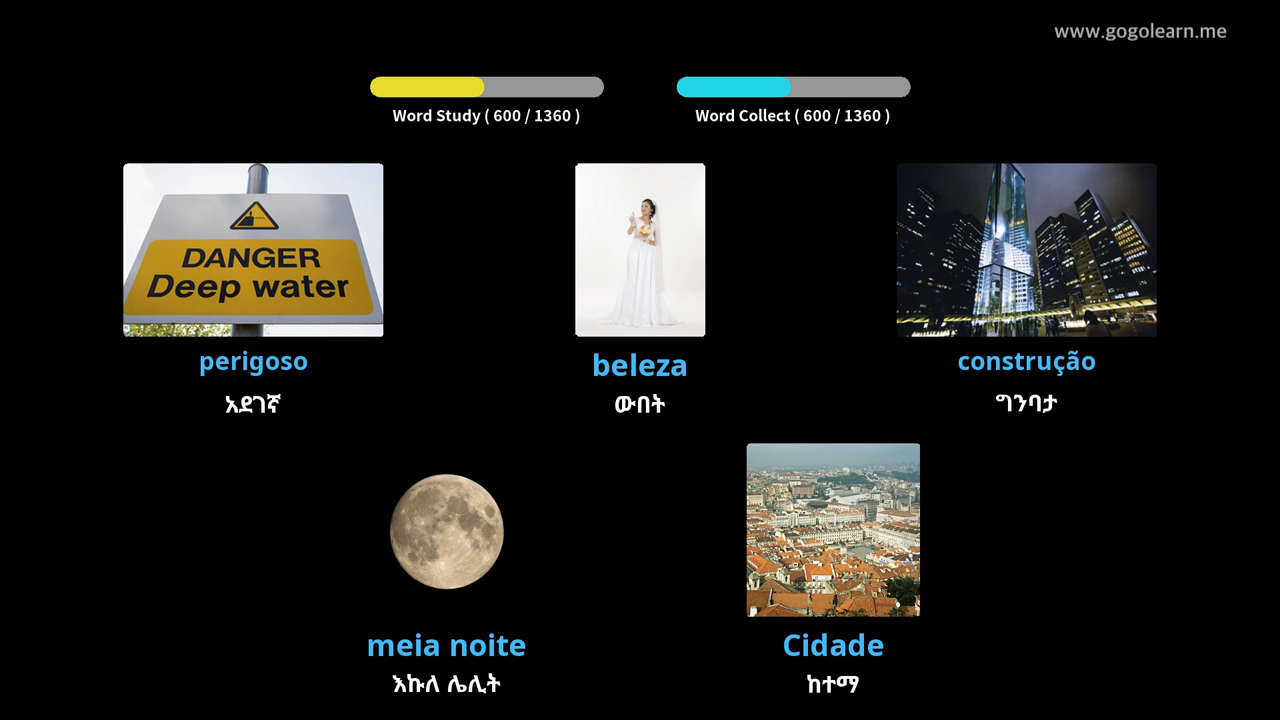 www.gogolearn.me
Word Study ( 600 / 1360 )
Word Collect ( 600 / 1360 )
DANGER
Deep water
perigoso
beleza
construção
አደገኛ
ውበት
ግንባታ
meia noite
Cidade
እኩለ ሌሊት
ከተማ